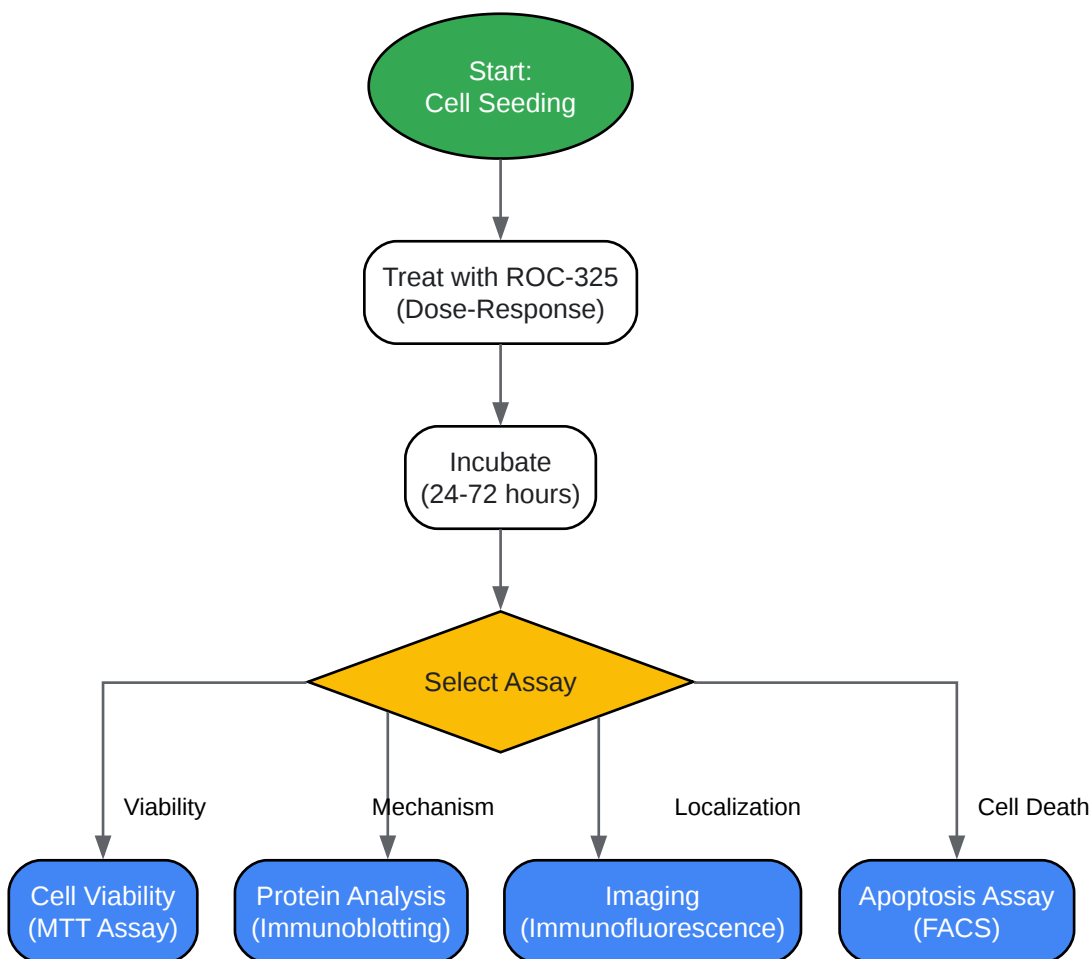 Start:
Cell Seeding
Treat with ROC-325
(Dose-Response)
Incubate
(24-72 hours)
Select Assay
Viability
Mechanism
Localization
Cell Death
Cell Viability
(MTT Assay)
Protein Analysis
(Immunoblotting)
Imaging
(Immunofluorescence)
Apoptosis Assay
(FACS)